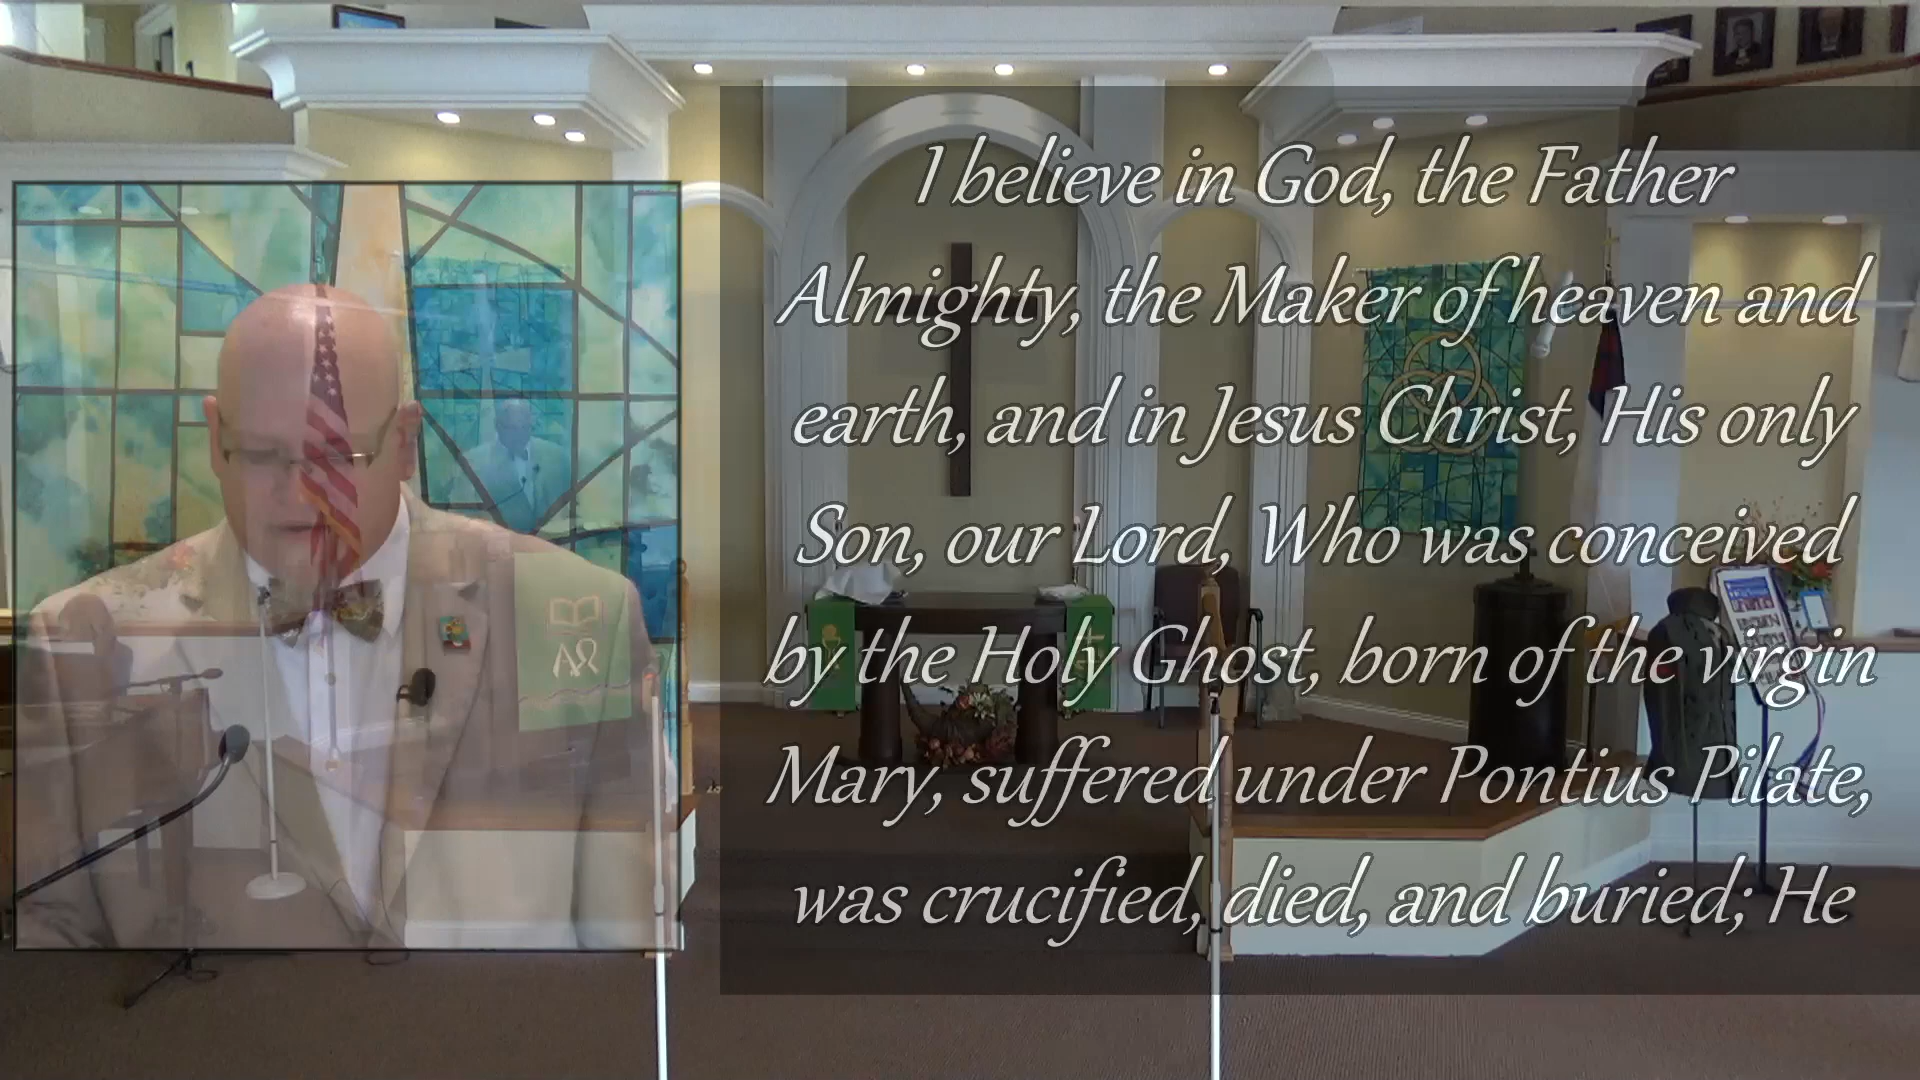 I believe in God, the Father
Almighty, the Maker of heaven and
earth, and in Jesus Christ, His only
Son, our Lord, Who was conceived
by the Holy Ghost, born of the virgin
Mary, suffered under Pontius Pilate,
was crucified, died, and buried; He
ΑΩ